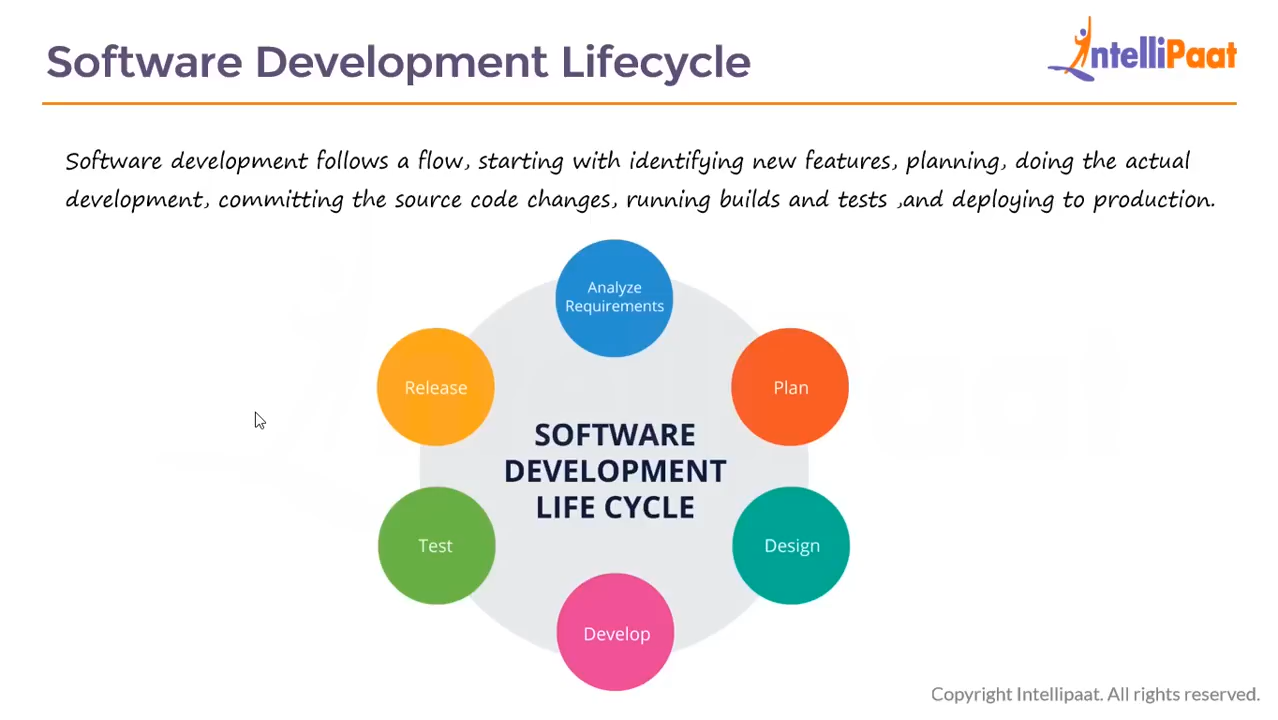 Software Development Lifecycle
IntelliPaat
Software development follows a flow, starting with identifying new features, planning, doing the actual
development, committing the source code changes, running builds and tests ,and deploying to production.
Analyze
Requirements
Release
Plan
SOFTWARE
DEVELOPMENT
LIFE CYCLE
Test
Design
Develop
Copyright Intellipaat. All rights reserved.